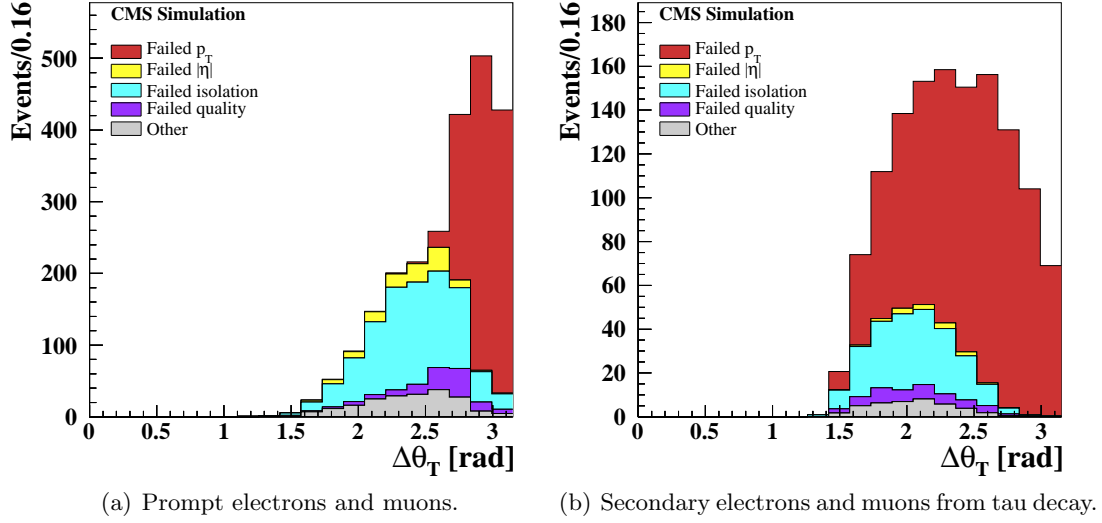 CMS Simulation
Failed p_T
Failed |η|
Failed isolation
Failed quality
Other
Events/0.16
500
400
300
200
100
0
0 0.5 1 1.5 2 2.5 3
Δθ_T [rad]
(a) Prompt electrons and muons.
CMS Simulation
Failed p_T
Failed |η|
Failed isolation
Failed quality
Other
Events/0.16
180
160
140
120
100
80
60
40
20
0
0 0.5 1 1.5 2 2.5 3
Δθ_T [rad]
(b) Secondary electrons and muons from tau decay.